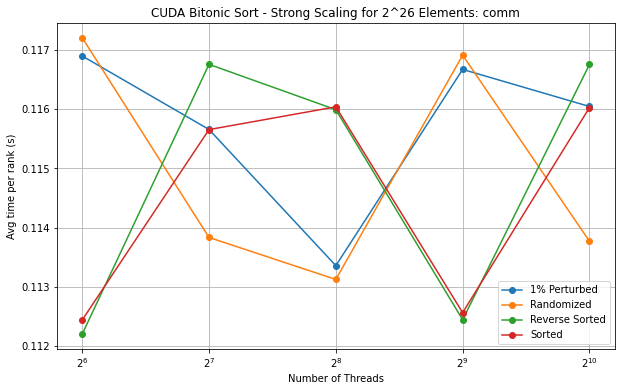 CUDA Bitonic Sort - Strong Scaling for 2^26 Elements: comm
Avg time per rank (s)
0.117
0.116
0.115
0.114
0.113
0.112
1% Perturbed
Randomized
Reverse Sorted
Sorted
2⁶ 2⁷ 2⁸ 2⁹ 2¹⁰
Number of Threads